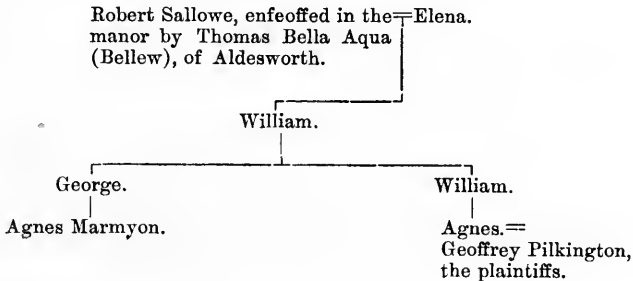 Robert Sallowe, enfeoffed in the=Elena.
manor by Thomas Bella Aqua
(Bellew), of Aldesworth.
William.
George. William.
Agnes Marmyon. Agnes.=
Geoffrey Pilkington,
the plaintiffs.